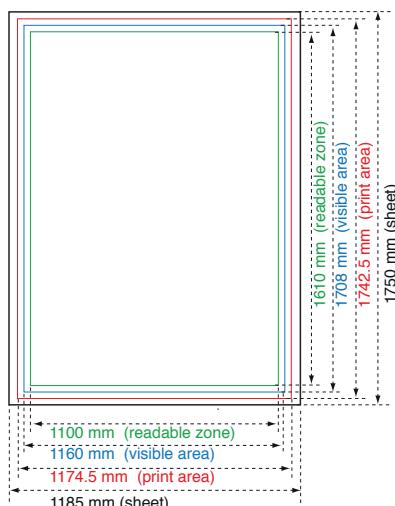 1610 mm (readable zone)
1708 mm (visible area)
1742.5 mm (print area)
1750 mm (sheet)
1100 mm (readable zone)
1160 mm (visible area)
1174.5 mm (print area)
1185 mm (sheet)